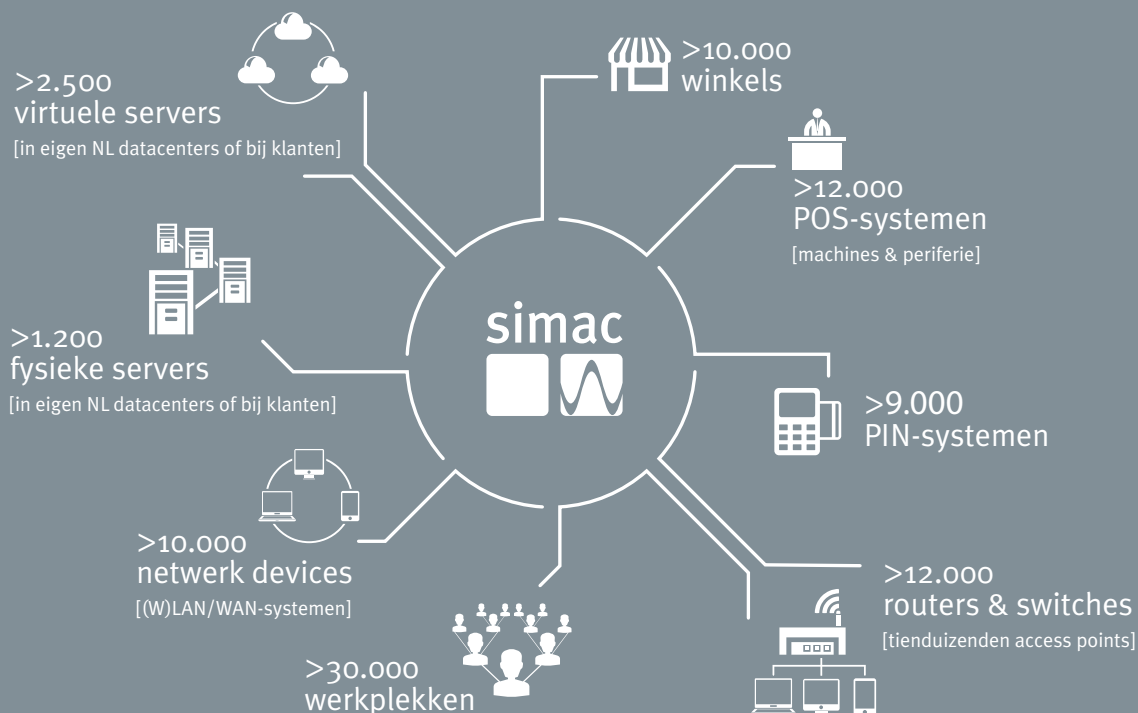 >2.500
virtuele servers
[in eigen NL datacenters of bij klanten]
>10.000
winkels
>12.000
POS-systemen
[machines & periferie]
>1.200
fysieke servers
[in eigen NL datacenters of bij klanten]
simac
>9.000
PIN-systemen
>10.000
netwerk devices
[(W)LAN/WAN-systemen]
>12.000
routers & switches
[tienduizenden access points]
>30.000
werkplekken